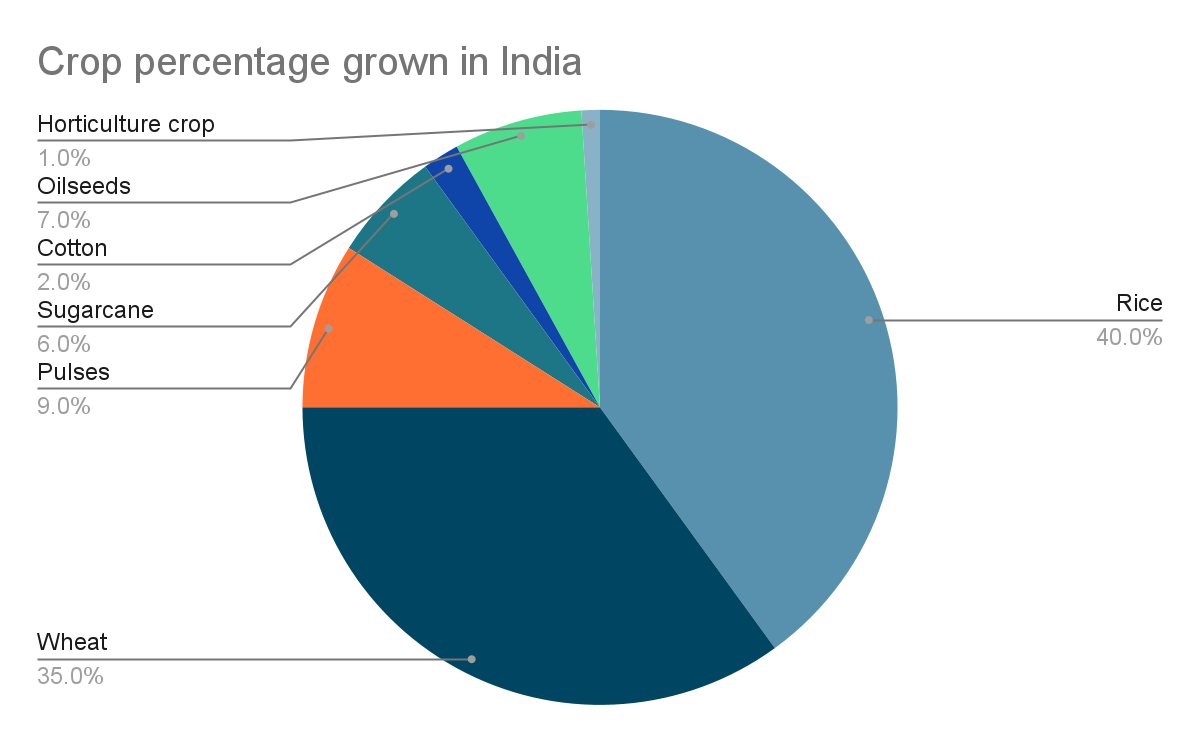 Crop percentage grown in India
Horticulture crop
1.0%
Oilseeds
7.0%
Cotton
2.0%
Sugarcane
6.0%
Pulses
9.0%
Wheat
35.0%
Rice
40.0%